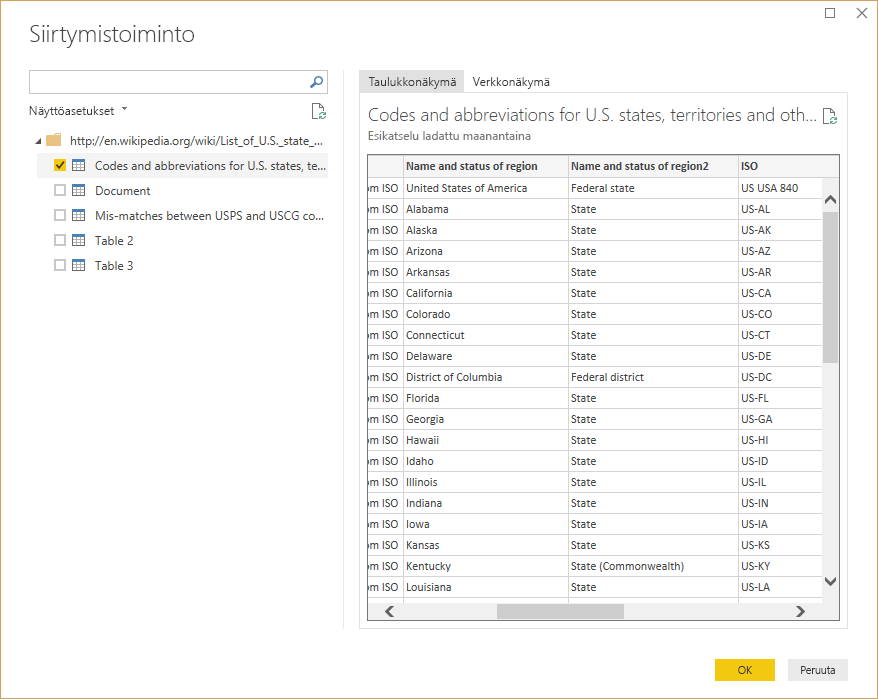 Siirtymistoiminto
Näyttöasetukset
http://en.wikipedia.org/wiki/List_of_U.S._state_...
Codes and abbreviations for U.S. states, te...
Document
Mis-matches between USPS and USCG co...
Table 2
Table 3
Taulukkonäkymä Verkkonäkymä
Codes and abbreviations for U.S. states, territories and oth...
Esikatselu ladattu maanantaina
Name and status of region Name and status of region2 ISO
om ISO United States of America Federal state US USA 840
om ISO Alabama State US-AL
om ISO Alaska State US-AK
om ISO Arizona State US-AZ
om ISO Arkansas State US-AR
om ISO California State US-CA
om ISO Colorado State US-CO
om ISO Connecticut State US-CT
om ISO Delaware State US-DE
om ISO District of Columbia Federal district US-DC
om ISO Florida State US-FL
om ISO Georgia State US-GA
om ISO Hawaii State US-HI
om ISO Idaho State US-ID
om ISO Illinois State US-IL
om ISO Indiana State US-IN
om ISO Iowa State US-IA
om ISO Kansas State US-KS
om ISO Kentucky State (Commonwealth) US-KY
om ISO Louisiana State US-LA
OK Peruuta